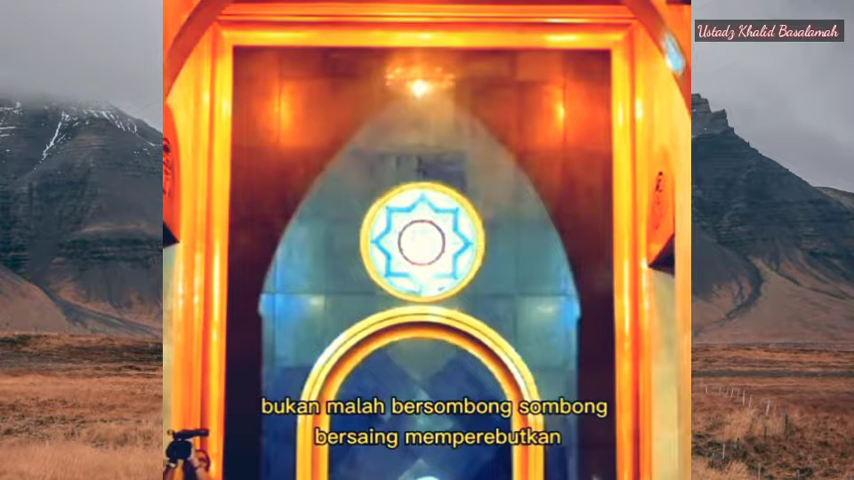 Ustadz Khalid Basalamah
bukan malah bersombong sombong
bersaing memperebutkan